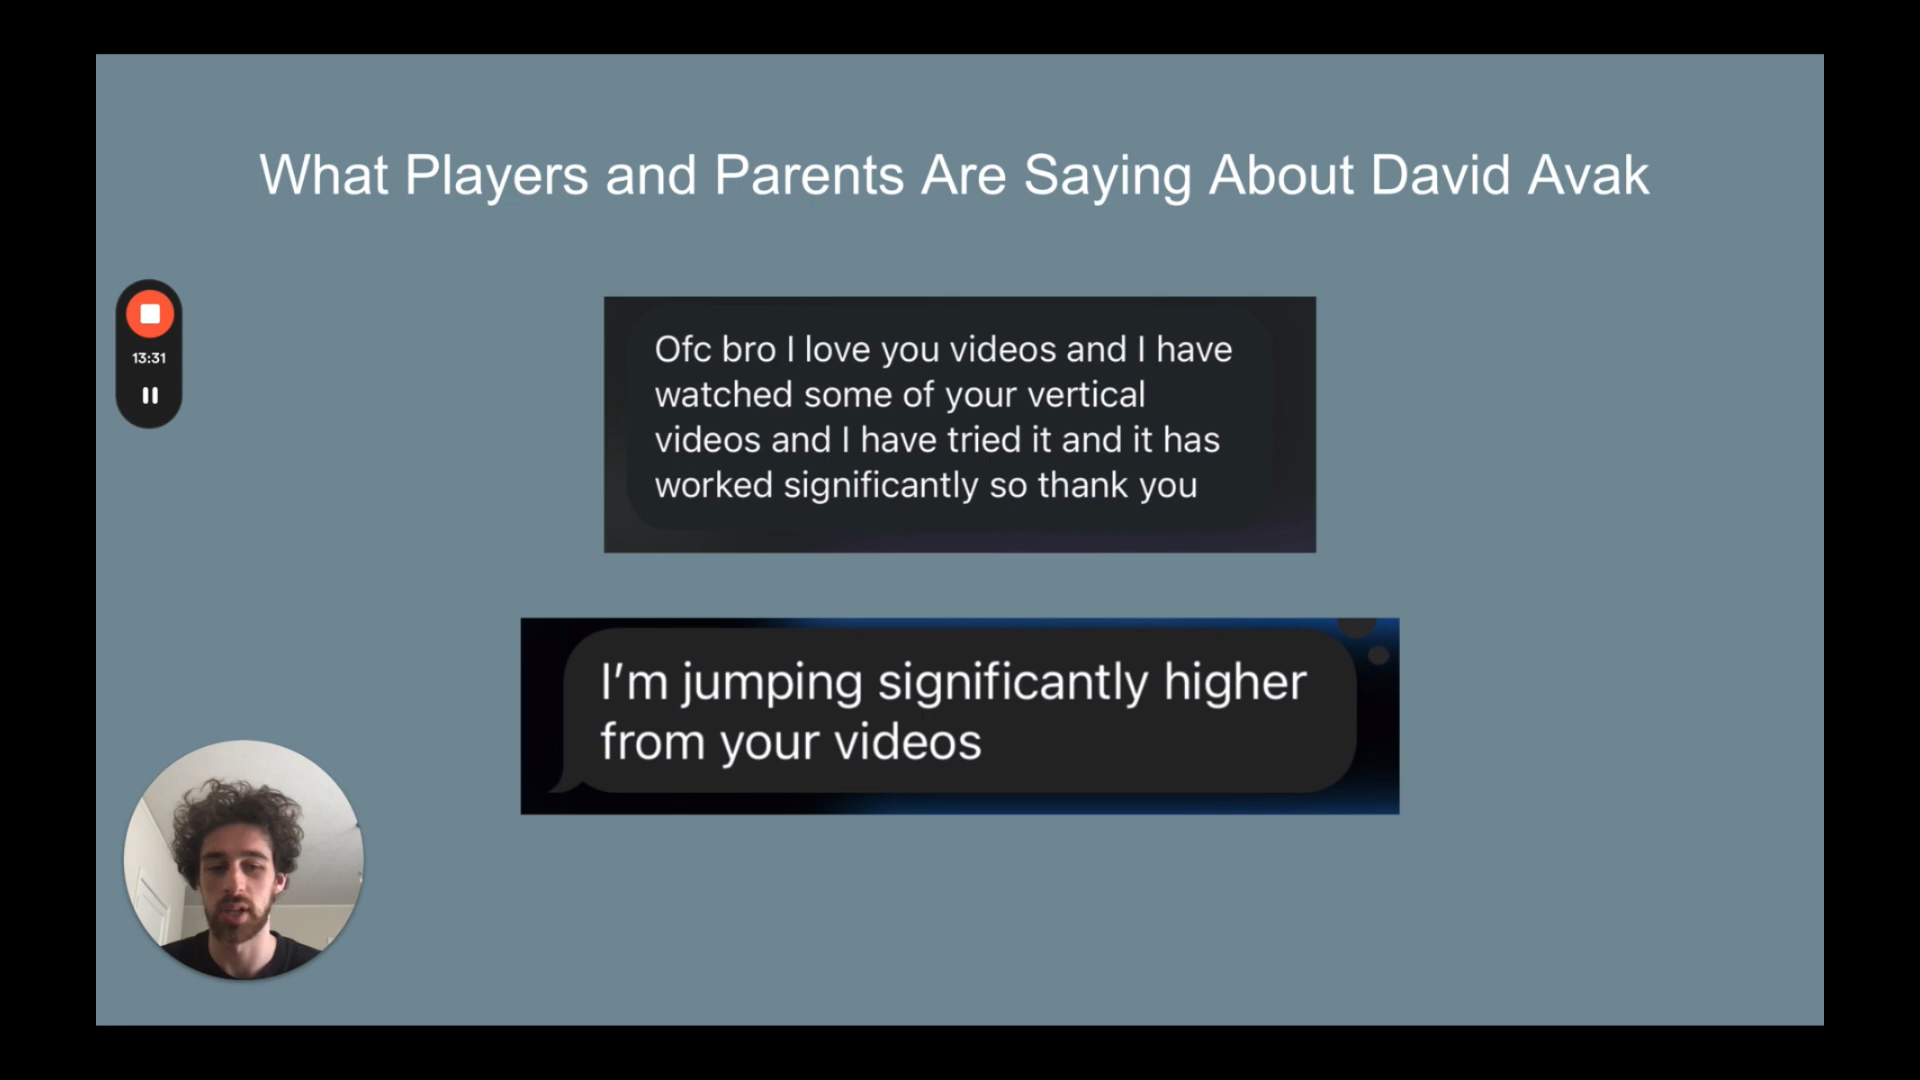 What Players and Parents Are Saying About David Avak
13:31
Ofc bro I love you videos and I have
watched some of your vertical
videos and I have tried it and it has
worked significantly so thank you
I'm jumping significantly higher
from your videos